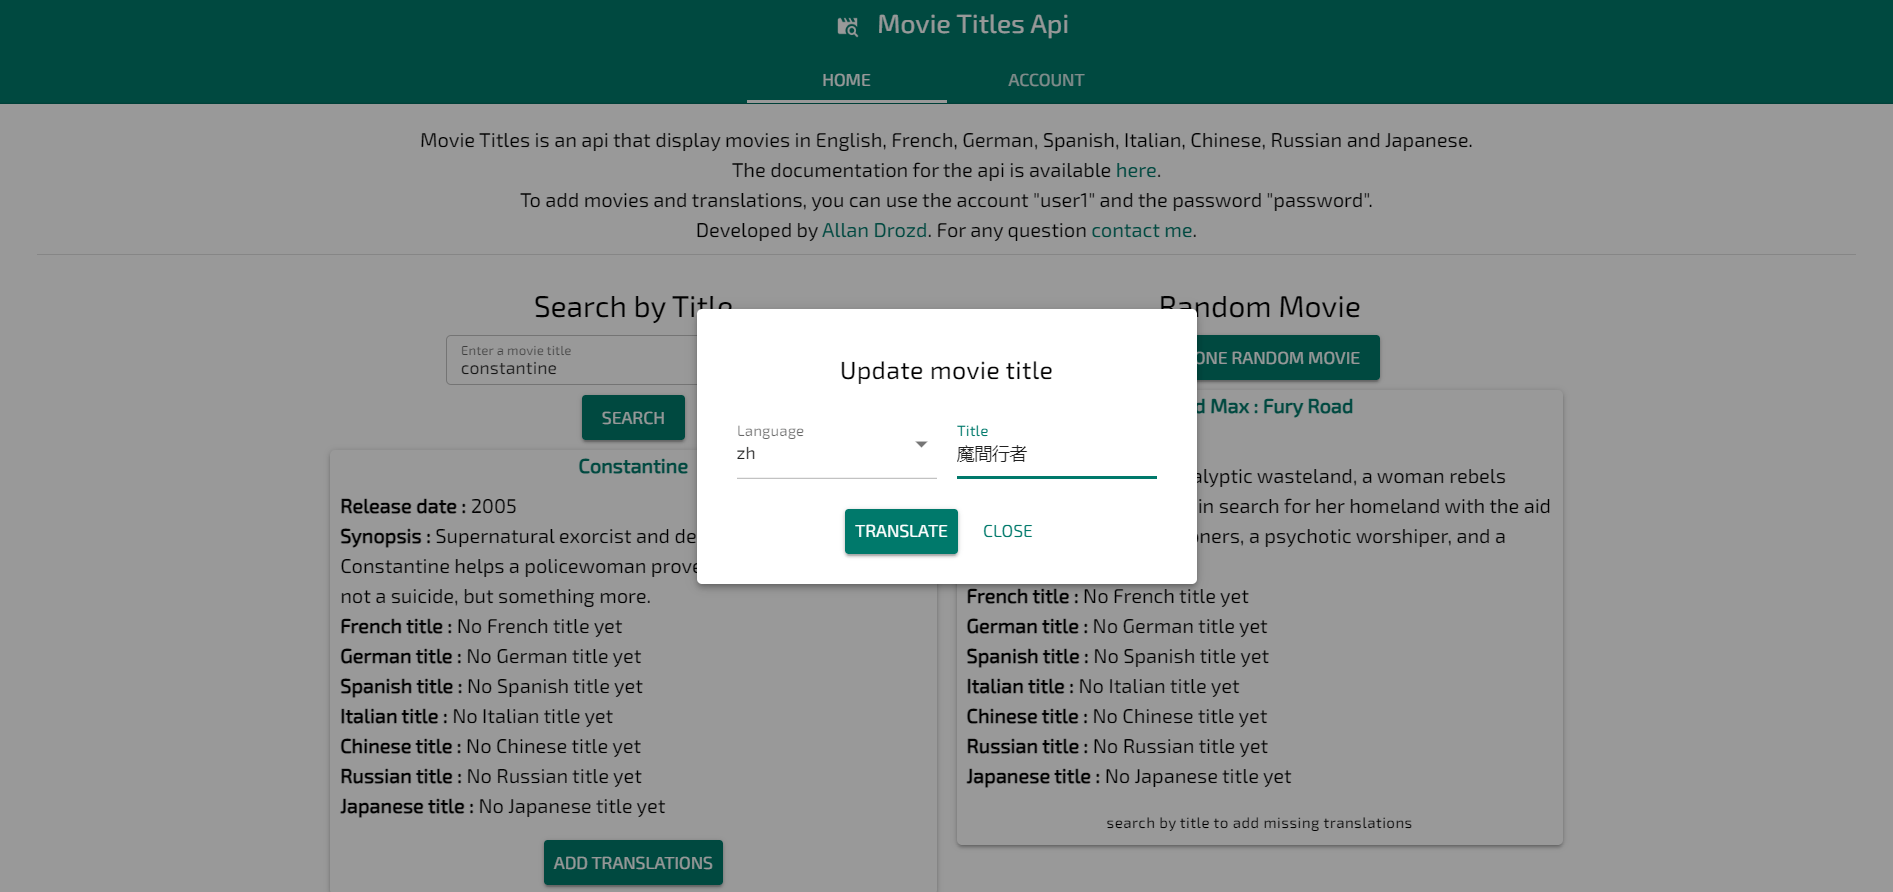 Movie Titles Api
HOME
ACCOUNT
Movie Titles is an api that display movies in English, French, German, Spanish, Italian, Chinese, Russian and Japanese.
The documentation for the api is available here.
To add movies and translations, you can use the account "user1" and the password "password".
Developed by Allan Drozd. For any question contact me.
Search by Title
Enter a movie title
constantine
SEARCH
Constantine
Release date : 2005
Synopsis : Supernatural exorcist and de
Constantine helps a policewoman prove
not a suicide, but something more.
French title : No French title yet
German title : No German title yet
Spanish title : No Spanish title yet
Italian title : No Italian title yet
Chinese title : No Chinese title yet
Russian title : No Russian title yet
Japanese title : No Japanese title yet
ADD TRANSLATIONS
Update movie title
Language
zh
Title
魔間行者
TRANSLATE
CLOSE
Random Movie
ONE RANDOM MOVIE
d Max : Fury Road
alyptic wasteland, a woman rebels
in search for her homeland with the aid
oners, a psychotic worshiper, and a
French title : No French title yet
German title : No German title yet
Spanish title : No Spanish title yet
Italian title : No Italian title yet
Chinese title : No Chinese title yet
Russian title : No Russian title yet
Japanese title : No Japanese title yet
search by title to add missing translations